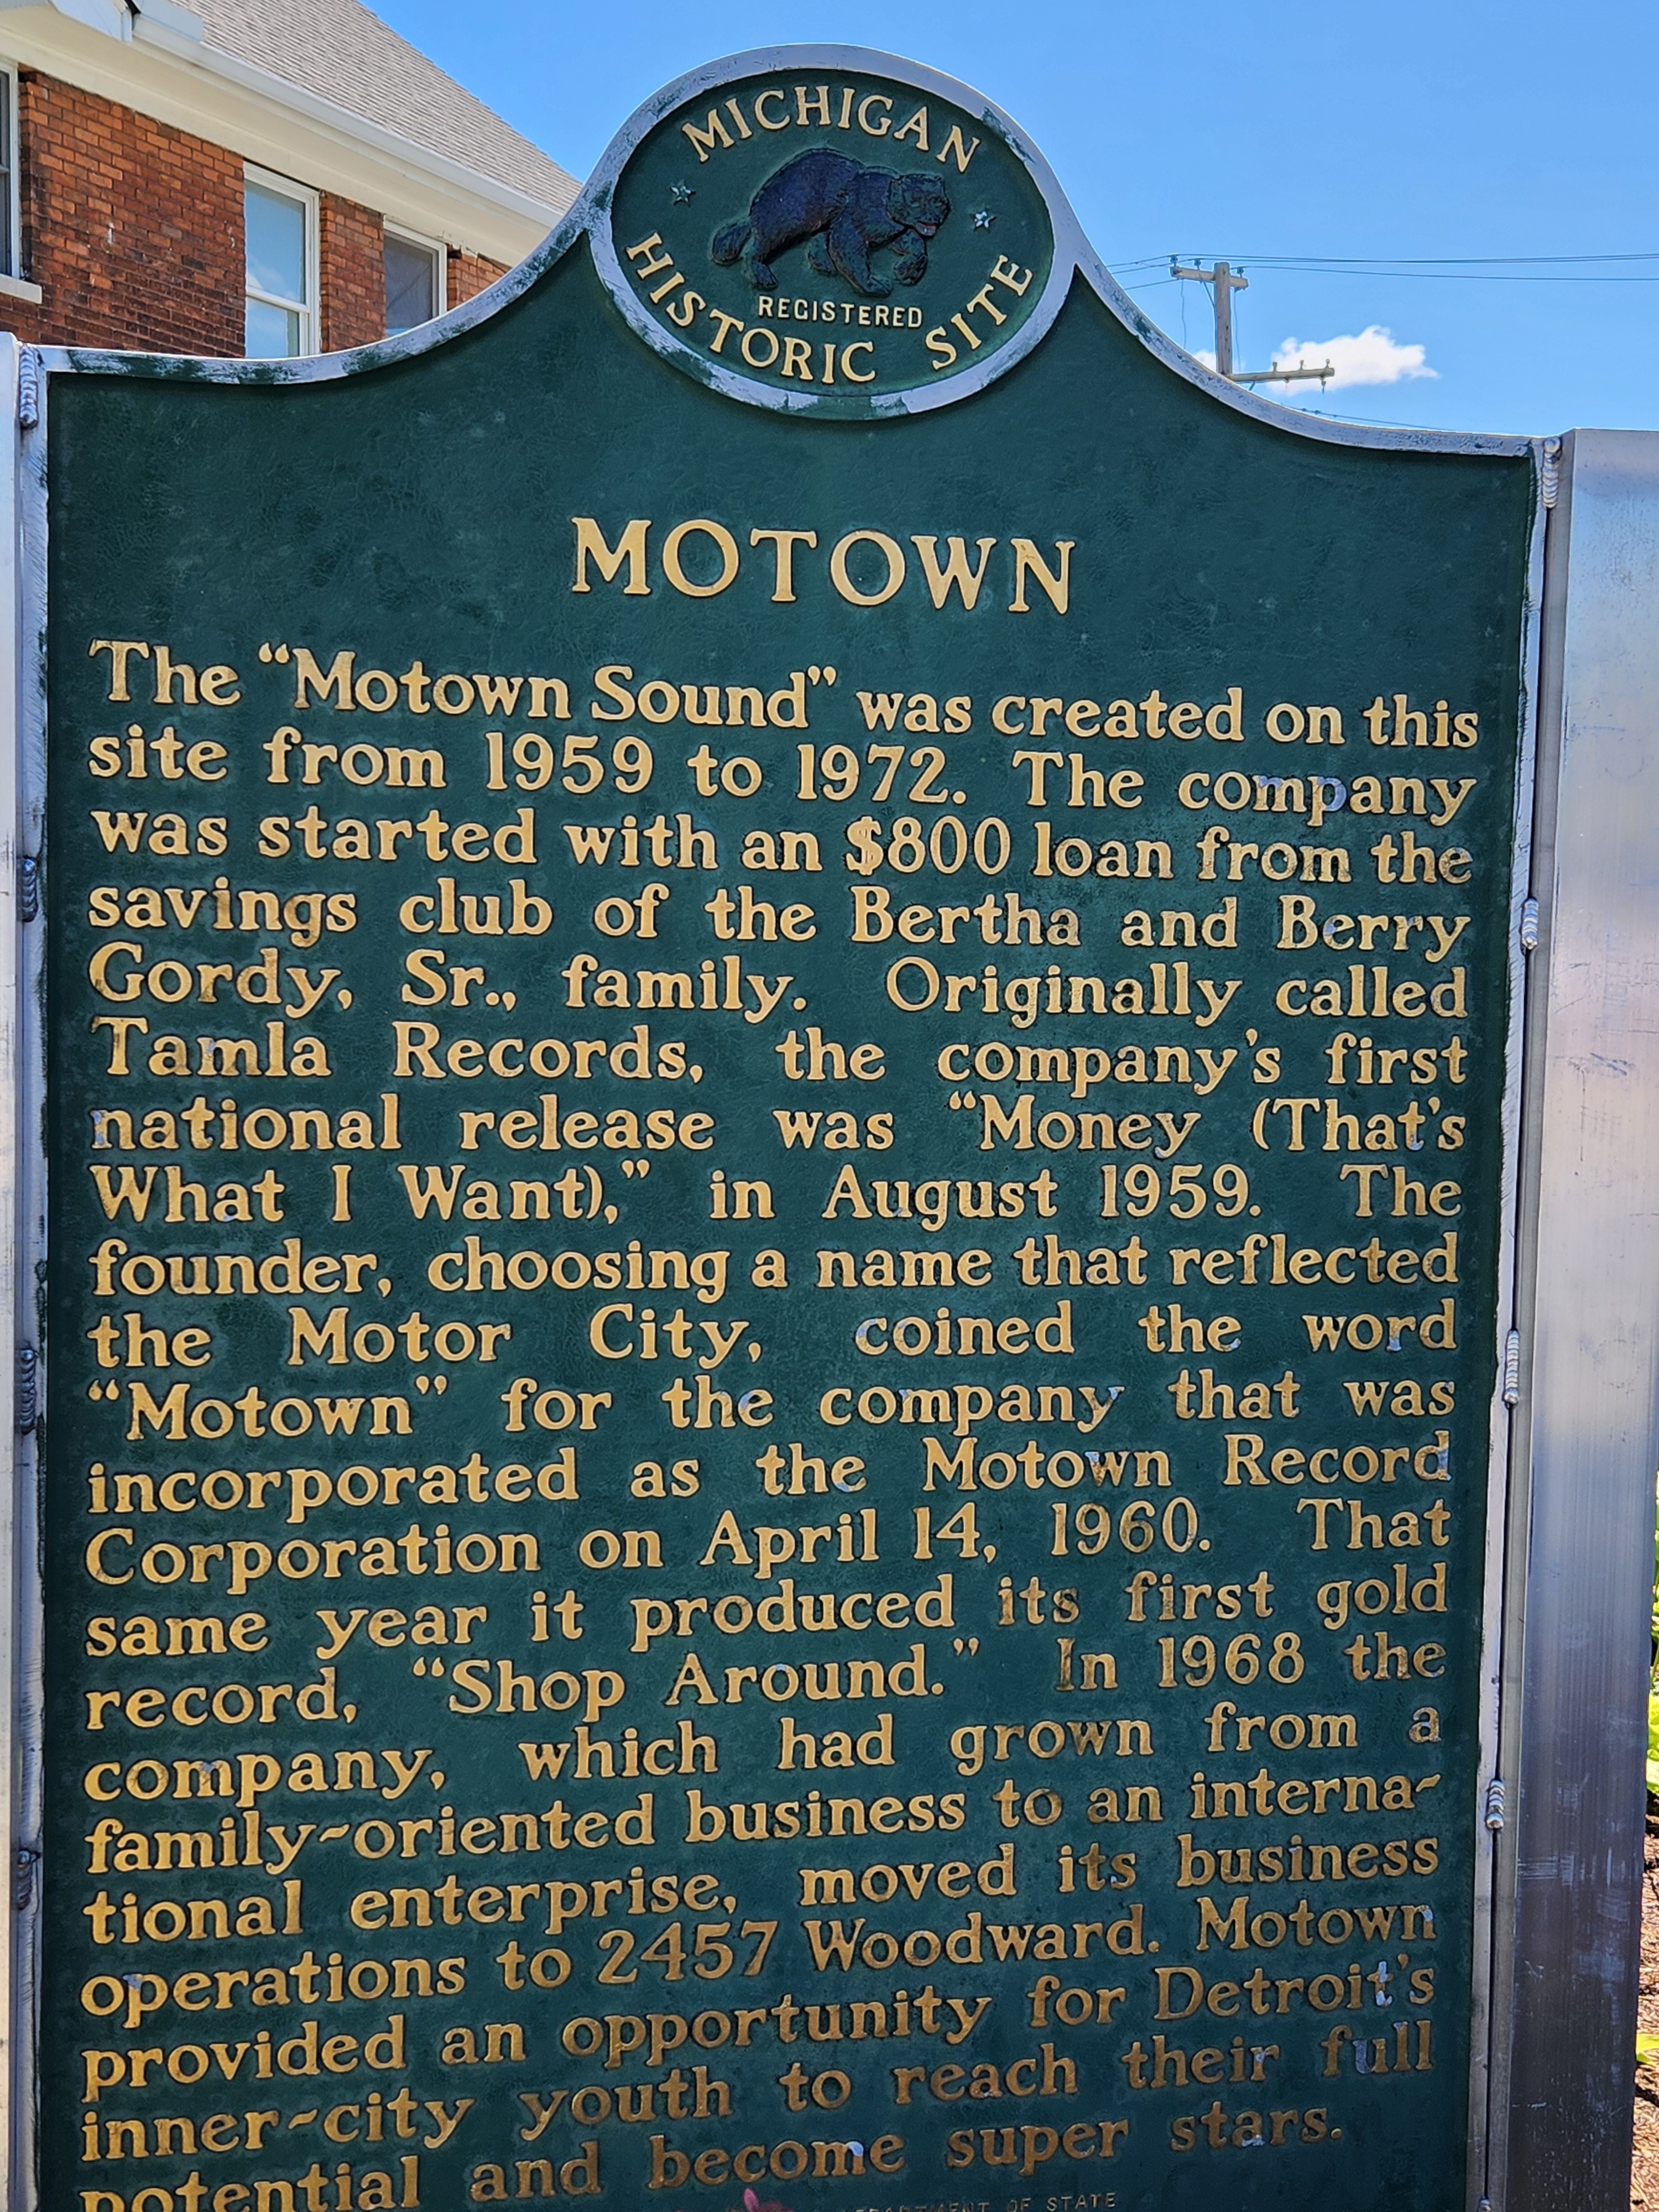 MICHIGAN
REGISTERED
HISTORIC SITE
MOTOWN
The “Motown Sound” was created on this
site from 1959 to 1972. The company
was started with an $800 loan from the
savings club of the Bertha and Berry
Gordy, Sr., family. Originally called
Tamla Records, the company's first
national release was “Money (That's
What I Want),” in August 1959. The
founder, choosing a name that reflected
the Motor City, coined the word
“Motown” for the company that was
incorporated as the Motown Record
Corporation on April 14, 1960. That
same year it produced its first gold
record, “Shop Around.” In 1968 the
company, which had grown from a
family-oriented business to an interna-
tional enterprise, moved its business
operations to 2457 Woodward. Motown
provided an opportunity for Detroit's
inner-city youth to reach their full
potential and become super stars.
OF STATE